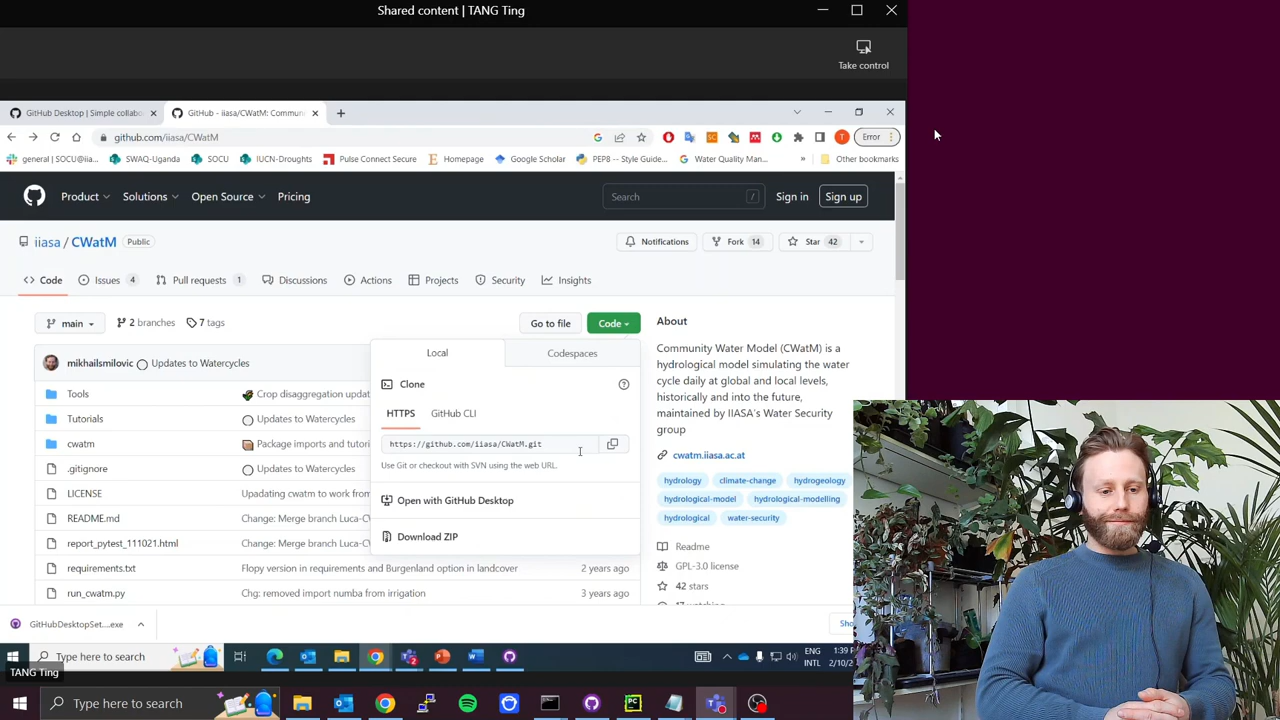 Shared content | TANG Ting
Take control
GitHub Desktop | Simple collabo
GitHub - iiasa/CWatM: Commun
github.com/iiasa/CWatM
Error
general | SOCU@iia...
SWAQ-Uganda
SOCU
IUCN-Droughts
Pulse Connect Secure
Homepage
Google Scholar
PEP8 -- Style Guide...
Water Quality Man...
»
Other bookmarks
Product
Solutions
Open Source
Pricing
Search
/
Sign in
Sign up
iiasa / CWatM
Public
Notifications
Fork 14
Star 42
Code
Issues 4
Pull requests 1
Discussions
Actions
Projects
Security
Insights
main
2 branches
7 tags
Go to file
Code
mikhailsmilovic Updates to Watercycles
Tools
Crop disaggregation updat
Tutorials
Updates to Watercycles
cwatm
Package imports and tutori
.gitignore
Updates to Watercycles
LICENSE
Upadating cwatm to work from
README.md
Change: Merge branch Luca-CW
report_pytest_111021.html
Change: Merge branch Luca-CW
requirements.txt
Flopy version in requirements and Burgenland option in landcover
2 years ago
run_cwatm.py
Chg: removed import numba from irrigation
3 years ago
Local
Codespaces
Clone
?
HTTPS
GitHub CLI
https://github.com/iiasa/CWatM.git
Use Git or checkout with SVN using the web URL.
Open with GitHub Desktop
Download ZIP
About
Community Water Model (CWatM) is a
hydrological model simulating the water
cycle daily at global and local levels,
historically and into the future,
maintained by IIASA's Water Security
group
cwatm.iiasa.ac.at
hydrology
climate-change
hydrogeology
hydrological-model
hydrological-modelling
hydrological
water-security
Readme
GPL-3.0 license
42 stars
GitHubDesktopSet....exe
Sho
Type here to search
ENG
INTL
1:39 PM
2/10/20
TANG Ting
Type here to search